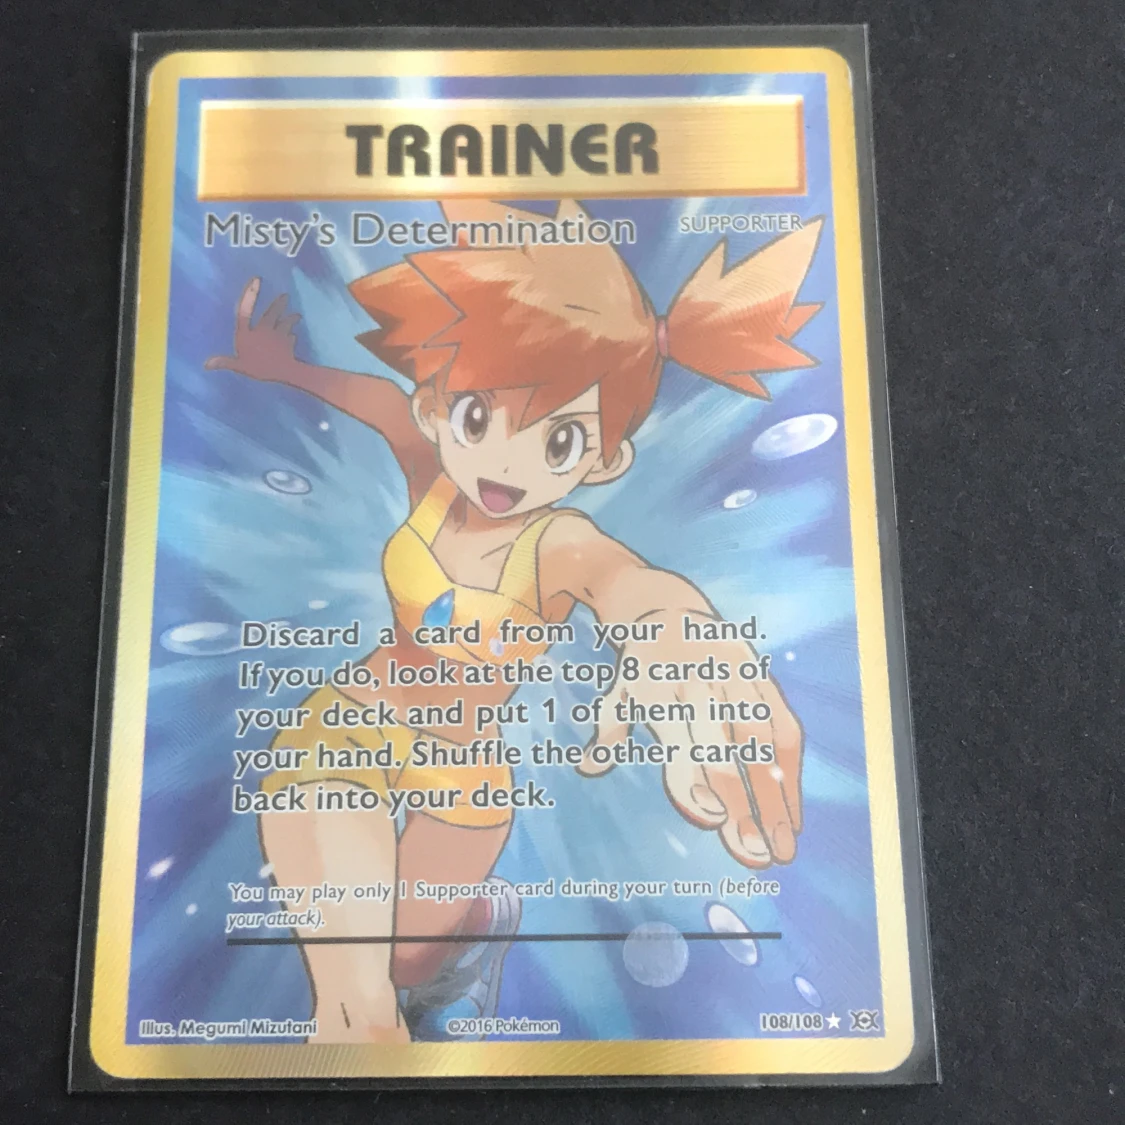 TRAINER
Misty's Determination SUPPORTER
Discard a card from your hand.
If you do, look at the top 8 cards of
your deck and put 1 of them into
your hand. Shuffle the other cards
back into your deck.
You may play only 1 Supporter card during your turn (before
your attack).
Illus. Megumi Mizutani ©2016 Pokémon 108/108